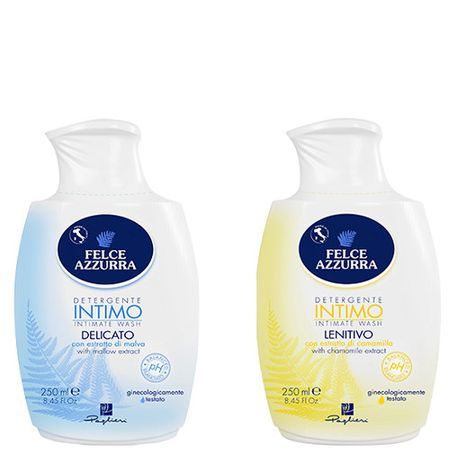 FELCE
AZZURRA
DETERGENTE
INTIMO
INTIMATE WASH
DELICATO
con estratto di malva
with mallow extract
pH
250 ml e
8.45 fl Oz
ginecologicamente
testato
Paglieri
FELCE
AZZURRA
DETERGENTE
INTIMO
INTIMATE WASH
LENITIVO
con estratto di camomilla
with chamomile extract
pH
250 ml e
8.45 fl Oz
ginecologicamente
testato
Paglieri